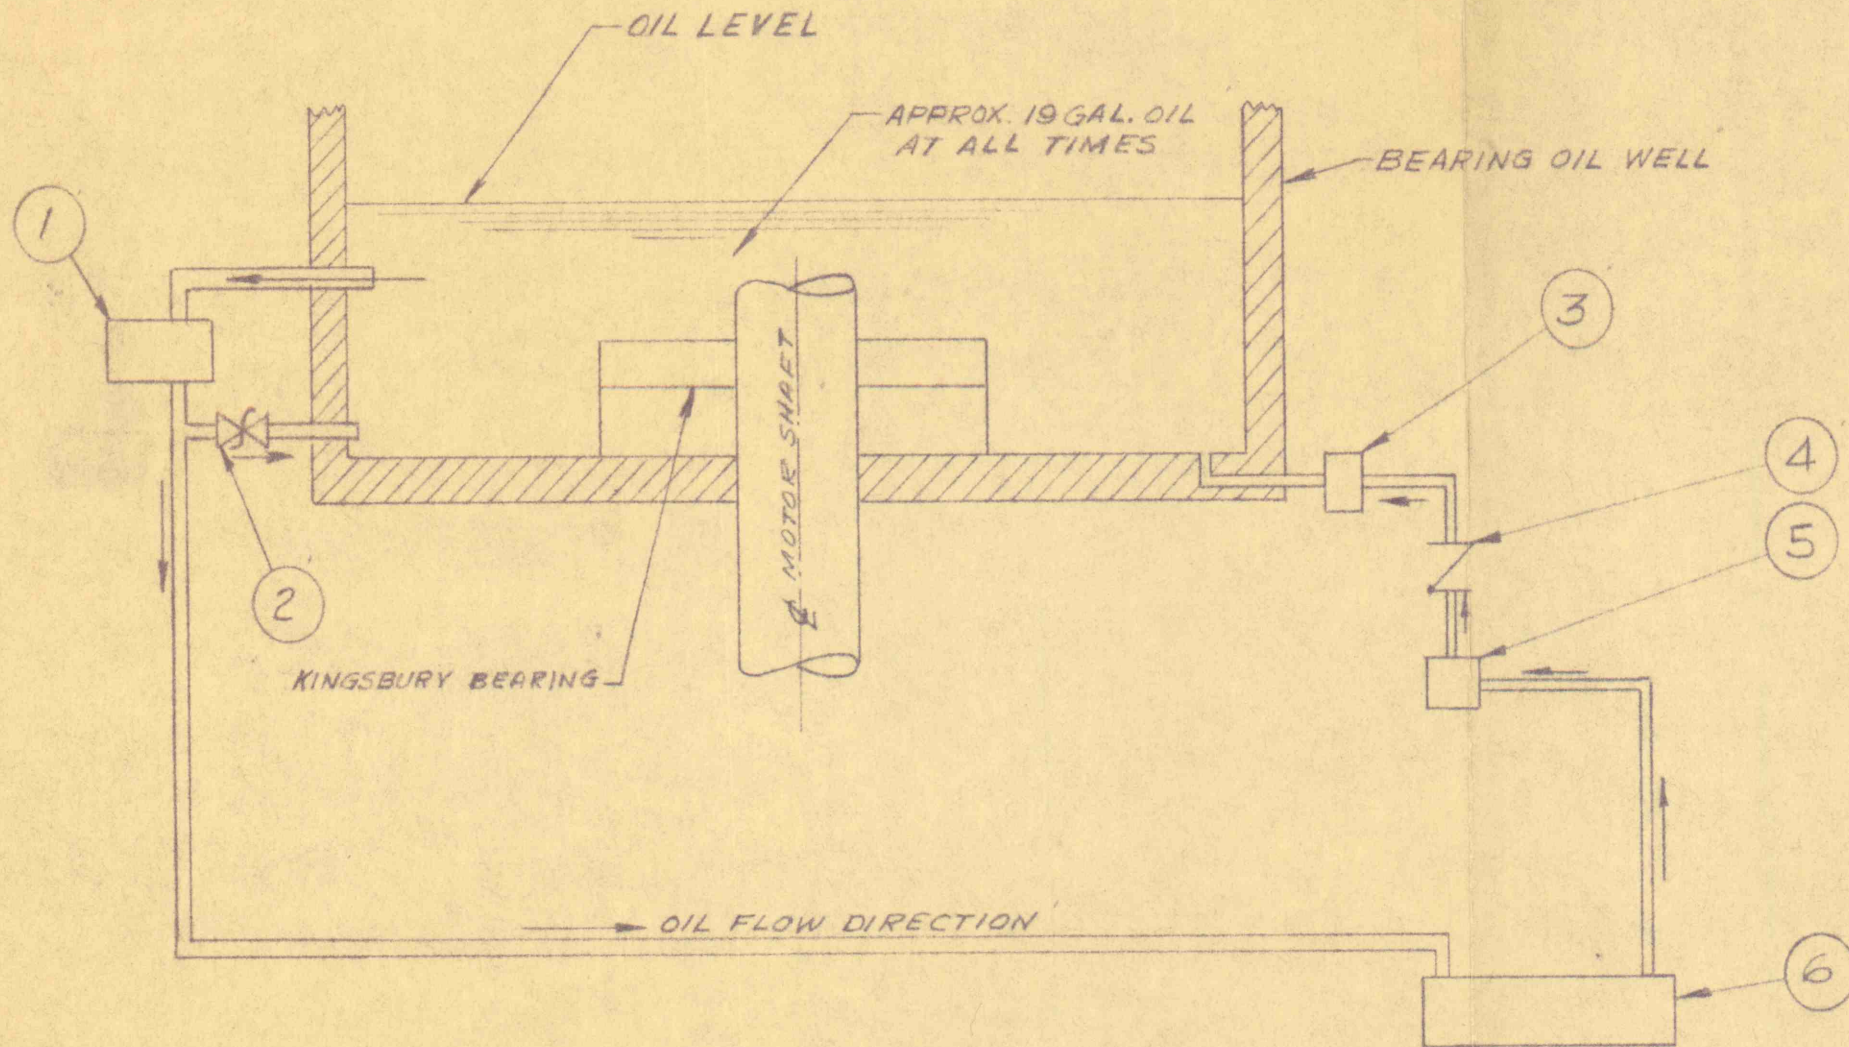 OIL LEVEL
APPROX. 19 GAL. OIL
AT ALL TIMES
BEARING OIL WELL
1
3
℄ MOTOR SHAFT
4
5
2
KINGSBURY BEARING
OIL FLOW DIRECTION
6